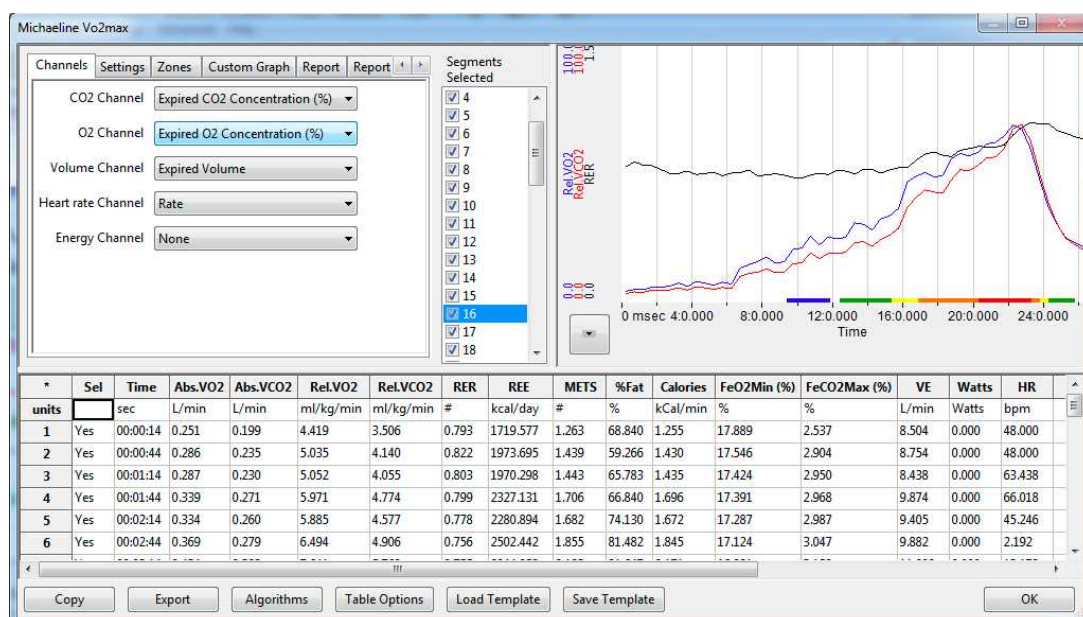 Michaeline Vo2max
Channels Settings Zones Custom Graph Report Report
CO2 Channel Expired CO2 Concentration (%)
O2 Channel Expired O2 Concentration (%)
Volume Channel Expired Volume
Heart rate Channel Rate
Energy Channel None
Segments
Selected
4
5
6
7
8
9
10
11
12
13
14
15
16
17
18
100.0
100.0
1.5
Rel.VO2
Rel.VCO2
RER
0.0
0.0
0.0
0 msec 4:0.000 8:0.000 12:0.000 16:0.000 20:0.000 24:0.000
Time
* Sel Time Abs.VO2 Abs.VCO2 Rel.VO2 Rel.VCO2 RER REE METS %Fat Calories FeO2Min (%) FeCO2Max (%) VE Watts HR
units sec L/min L/min ml/kg/min ml/kg/min # kcal/day # % kCal/min % % L/min Watts bpm
1 Yes 00:00:14 0.251 0.199 4.419 3.506 0.793 1719.577 1.263 68.840 1.255 17.889 2.537 8.504 0.000 48.000
2 Yes 00:00:44 0.286 0.235 5.035 4.140 0.822 1973.695 1.439 59.266 1.430 17.546 2.904 8.754 0.000 48.000
3 Yes 00:01:14 0.287 0.230 5.052 4.055 0.803 1970.298 1.443 65.783 1.435 17.424 2.950 8.438 0.000 63.438
4 Yes 00:01:44 0.339 0.271 5.971 4.774 0.799 2327.131 1.706 66.840 1.696 17.391 2.968 9.874 0.000 66.018
5 Yes 00:02:14 0.334 0.260 5.885 4.577 0.778 2280.894 1.682 74.130 1.672 17.287 2.987 9.405 0.000 45.246
6 Yes 00:02:44 0.369 0.279 6.494 4.906 0.756 2502.442 1.855 81.482 1.845 17.124 3.047 9.882 0.000 2.192
Copy Export Algorithms Table Options Load Template Save Template OK